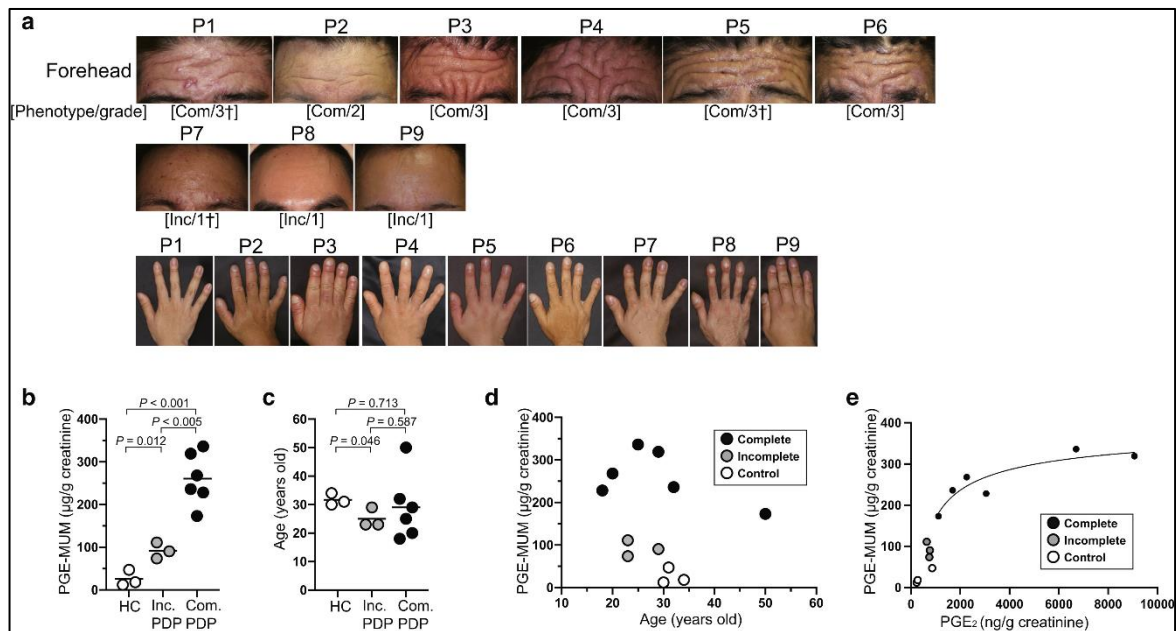 a
P1 P2 P3 P4 P5 P6
Forehead
[Phenotype/grade] [Com/3†] [Com/2] [Com/3] [Com/3] [Com/3†] [Com/3]
P7 P8 P9
[Inc/1†] [Inc/1] [Inc/1]
P1 P2 P3 P4 P5 P6 P7 P8 P9
b
P < 0.001
P < 0.005
P = 0.012
PGE-MUM (μg/g creatinine)
400
300
200
100
0
HC Inc. PDP Com. PDP
c
P = 0.713
P = 0.587
P = 0.046
Age (years old)
60
50
40
30
20
10
0
HC Inc. PDP Com. PDP
d
PGE-MUM (μg/g creatinine)
400
300
200
100
0
Complete
Incomplete
Control
10 20 30 40 50 60
Age (years old)
e
PGE-MUM (μg/g creatinine)
400
300
200
100
0
Complete
Incomplete
Control
0 2000 4000 6000 8000 10000
PGE₂ (ng/g creatinine)